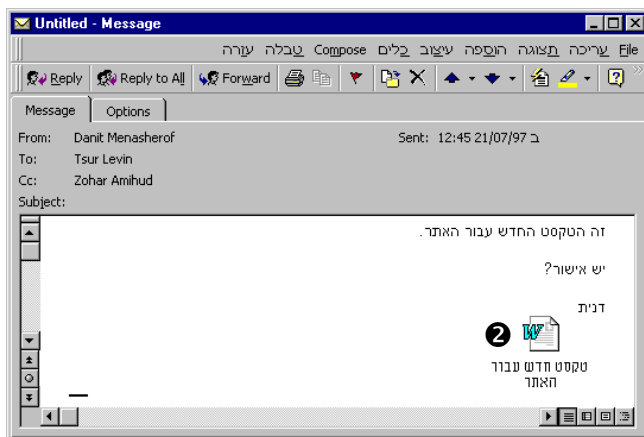 Untitled - Message
File עריכה תצוגה הוספה עיצוב כלים Compose טבלה עזרה
Reply Reply to All Forward
Message Options
From: Danit Menasherof Sent: ב 21/07/97 12:45
To: Tsur Levin
Cc: Zohar Amihud
Subject:
זה הטקסט החדש עבור האתר.
יש אישור?
דנית
2
טקסט חדש עבור
האתר